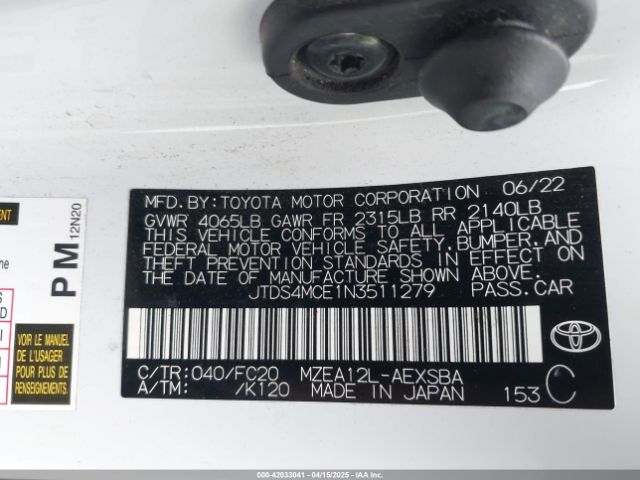 MFD. BY: TOYOTA MOTOR CORPORATION 06/22
GVWR 4065LB GAWR FR 2315LB RR 2140LB
THIS VEHICLE CONFORMS TO ALL APPLICABLE
FEDERAL MOTOR VEHICLE SAFETY, BUMPER, AND
THEFT PREVENTION STANDARDS IN EFFECT ON
THE DATE OF MANUFACTURE SHOWN ABOVE.
JTDS4MCE1N3511279 PASS.CAR
C/TR: 040/FC20 MZEA12L-AEXSBA
A/TM: /K120 MADE IN JAPAN 153 C
TOYOTA
PM 12N20
VOIR LE MANUEL
DE L'USAGER
POUR PLUS DE
RENSEIGNEMENTS.
000-42033041 - 04/15/2025 - IAAI.CA